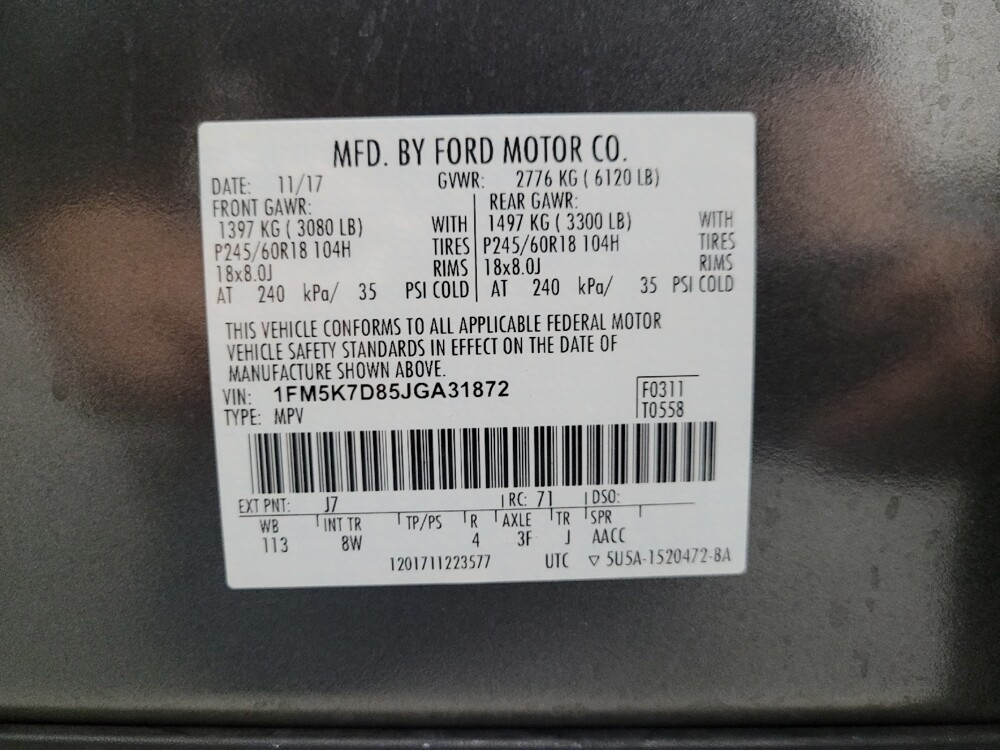 MFD. BY FORD MOTOR CO.
DATE: 11/17 GVWR: 2776 KG ( 6120 LB)
FRONT GAWR: REAR GAWR:
1397 KG ( 3080 LB) WITH 1497 KG ( 3300 LB) WITH
P245/60R18 104H TIRES P245/60R18 104H TIRES
18x8.0J RIMS 18x8.0J RIMS
AT 240 kPa/ 35 PSI COLD AT 240 kPa/ 35 PSI COLD
THIS VEHICLE CONFORMS TO ALL APPLICABLE FEDERAL MOTOR
VEHICLE SAFETY STANDARDS IN EFFECT ON THE DATE OF
MANUFACTURE SHOWN ABOVE.
VIN: 1FM5K7D85JGA31872 F0311
TYPE: MPV T0558
EXT PNT: J7 RC: 71 DSO:
WB INT TR TP/PS R AXLE TR SPR
113 8W 4 3F J AACC
1201711223577 UTC ▽ 5U5A-1520472-BA